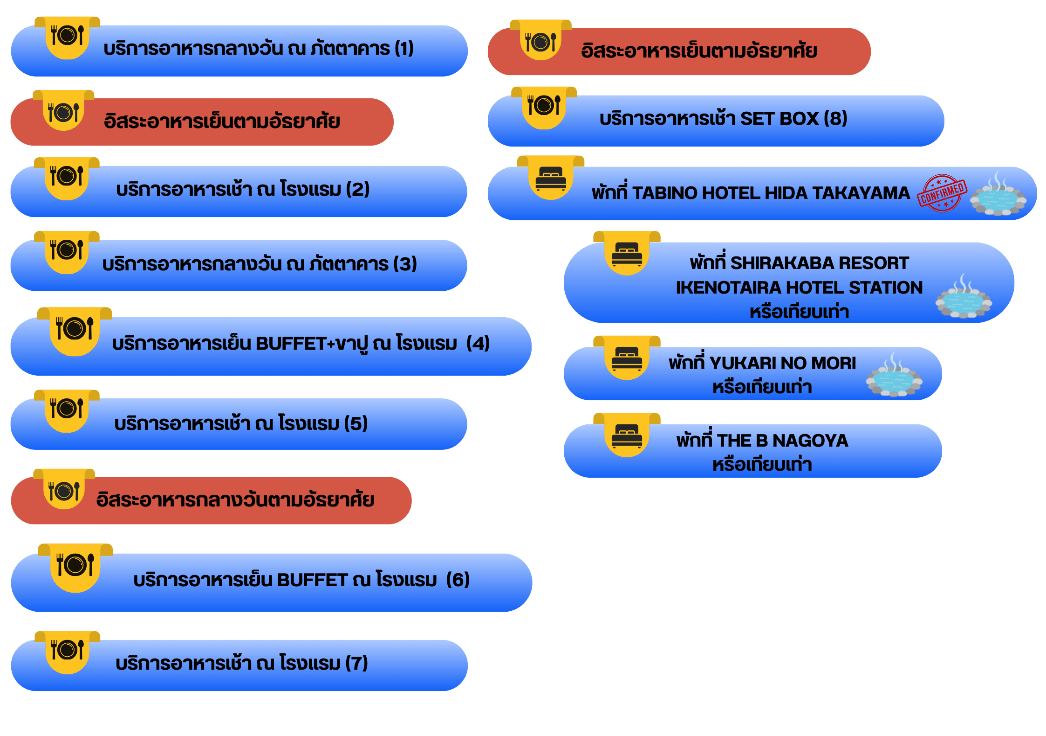 บริการอาหารกลางวัน ณ ภัตตาคาร (1)
อิสระอาหารเย็นตามอัธยาศัย
บริการอาหารเช้า ณ โรงแรม (2)
บริการอาหารกลางวัน ณ ภัตตาคาร (3)
บริการอาหารเย็น BUFFET+ขาปู ณ โรงแรม (4)
บริการอาหารเช้า ณ โรงแรม (5)
อิสระอาหารกลางวันตามอัธยาศัย
บริการอาหารเย็น BUFFET ณ โรงแรม (6)
บริการอาหารเช้า ณ โรงแรม (7)
อิสระอาหารเย็นตามอัธยาศัย
บริการอาหารเช้า SET BOX (8)
พักที่ TABINO HOTEL HIDA TAKAYAMA
CONFIRMED
พักที่ SHIRAKABA RESORT
IKENOTAIRA HOTEL STATION
หรือเทียบเท่า
พักที่ YUKARI NO MORI
หรือเทียบเท่า
พักที่ THE B NAGOYA
หรือเทียบเท่า